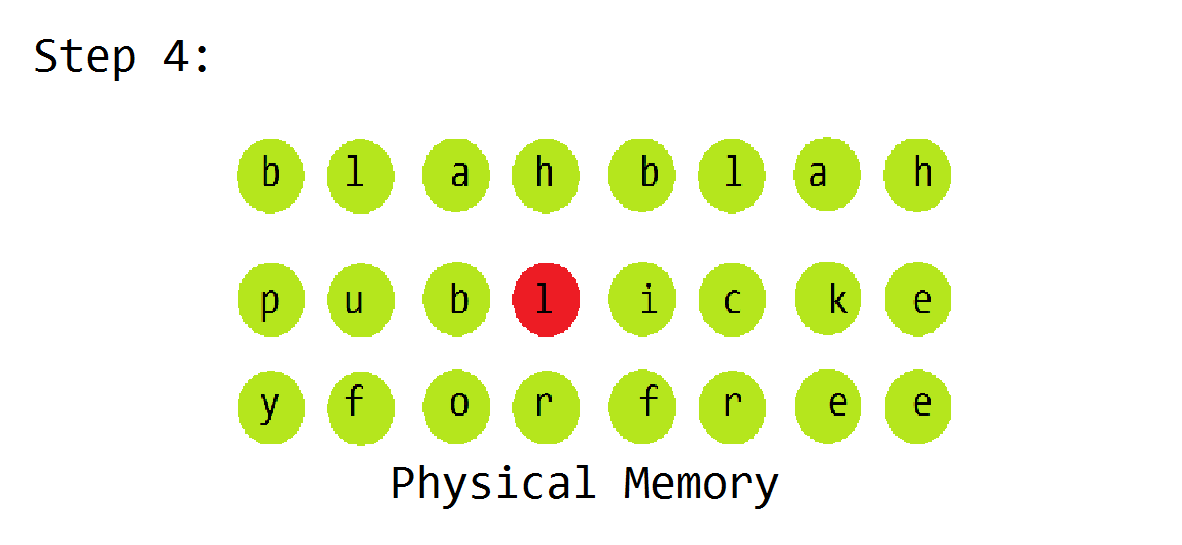 Step 4:
b l a h b l a h
p u b l i c k e
y f o r f r e e
Physical Memory